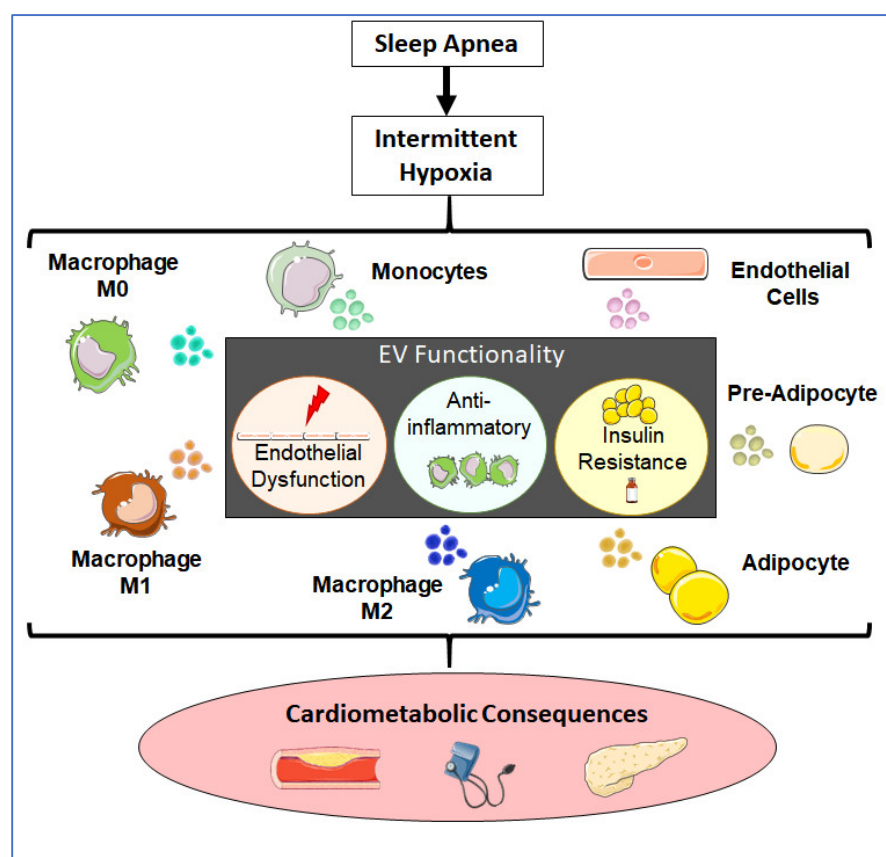 Sleep Apnea
Intermittent
Hypoxia
Macrophage
M0
Monocytes
Endothelial
Cells
EV Functionality
Endothelial
Dysfunction
Anti-
inflammatory
Insulin
Resistance
Pre-Adipocyte
Macrophage
M1
Macrophage
M2
Adipocyte
Cardiometabolic Consequences